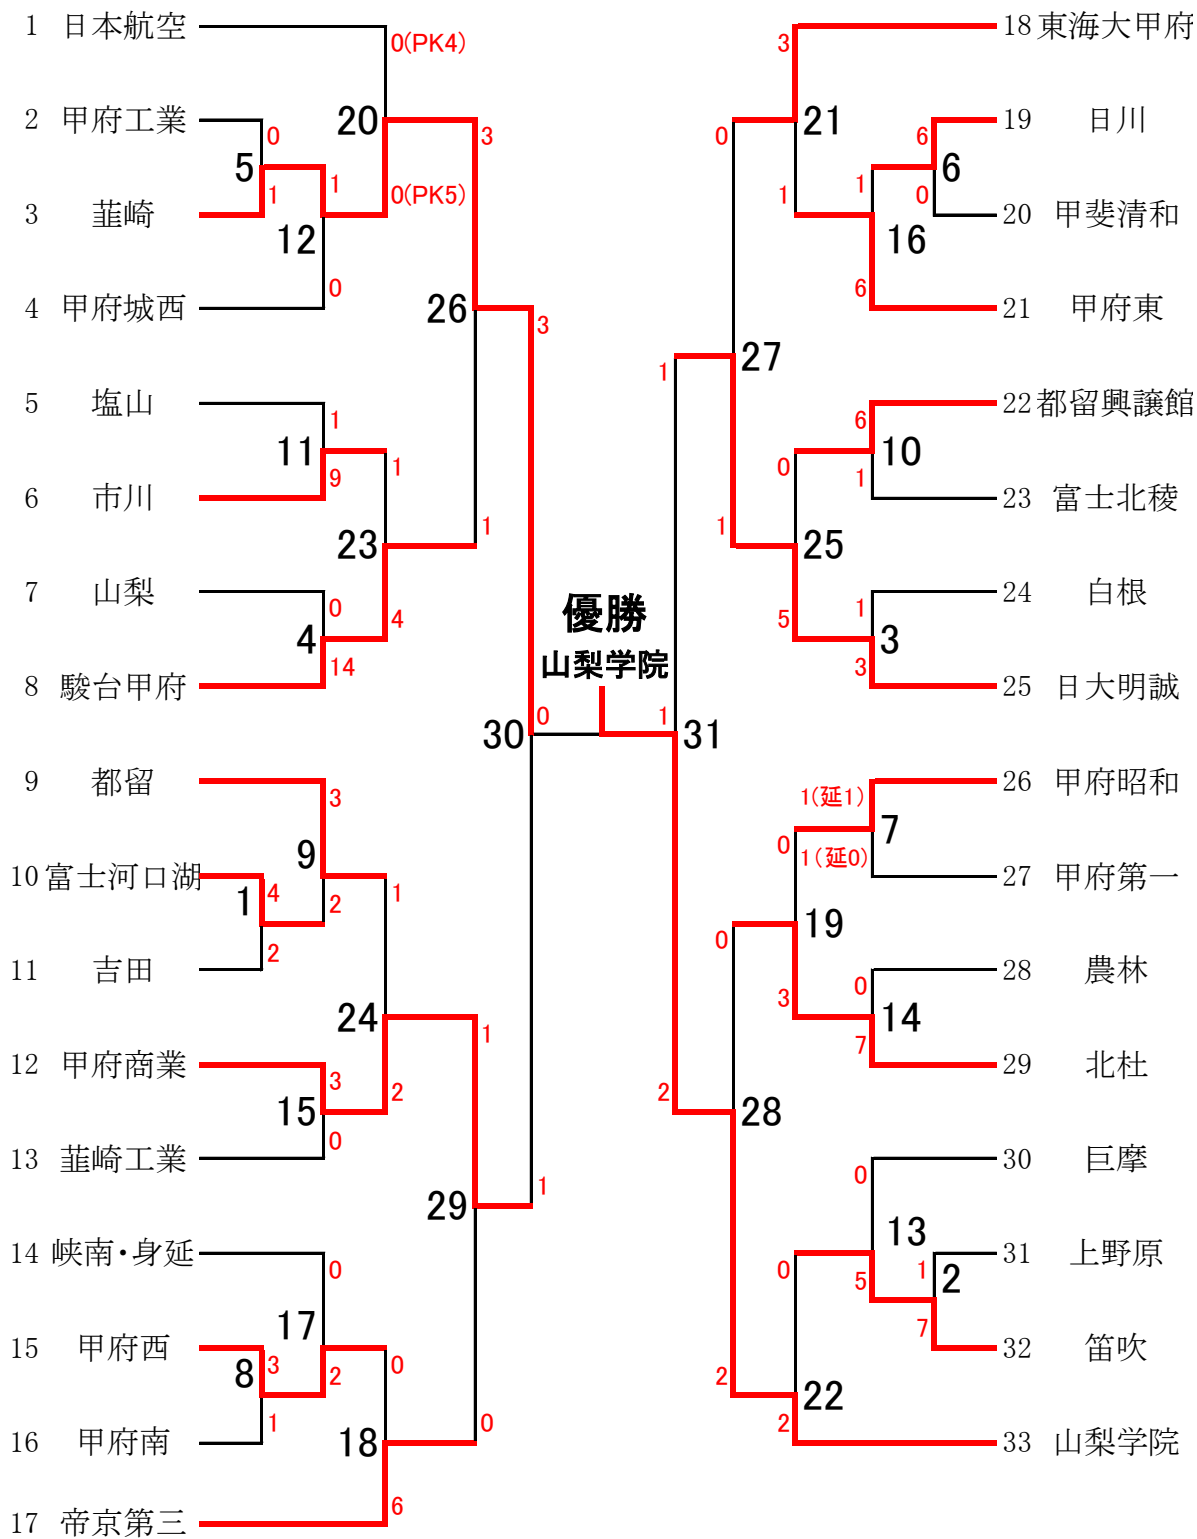 1 日本航空
0(PK4)
2 甲府工業
20
0
3
5
1
1
0(PK5)
3 韮崎
12
0
4 甲府城西
26
3
5 塩山
1
11
1
9
6 市川
23
1
7 山梨
0
4
4
14
8 駿台甲府
優勝
山梨学院
30
0
1
31
9 都留
3
9
10 富士河口湖
4
1
2
1
2
11 吉田
24
1
12 甲府商業
3
2
15
0
13 韮崎工業
29
1
14 峡南・身延
0
17
15 甲府西
3
8
2
0
1
0
16 甲府南
18
6
17 帝京第三
18 東海大甲府
3
21
19 日川
0
6
6
1
1
0
20 甲斐清和
16
6
21 甲府東
27
1
22 都留興譲館
6
10
0
1
23 富士北稜
1
25
24 白根
1
5
3
3
25 日大明誠
26 甲府昭和
1(延1)
7
0
1(延0)
27 甲府第一
19
0
28 農林
0
3
14
7
29 北杜
2
28
30 巨摩
0
13
31 上野原
0
5
1
2
7
32 笛吹
2
22
2
33 山梨学院